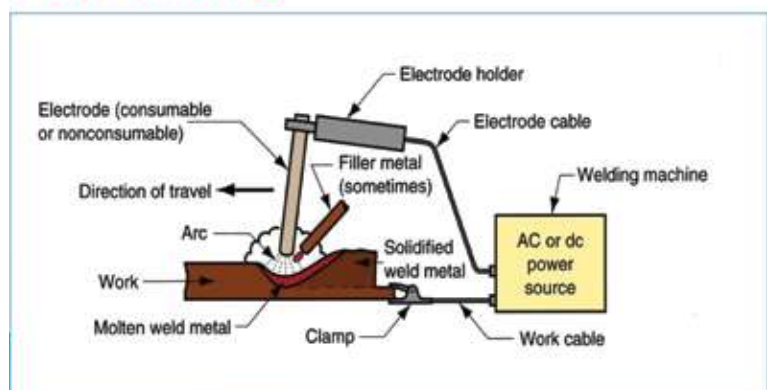 Electrode holder
Electrode (consumable
or nonconsumable)
Electrode cable
Filler metal
(sometimes)
Welding machine
Direction of travel
Arc
Solidified
weld metal
AC or dc
power
source
Work
Molten weld metal
Clamp
Work cable